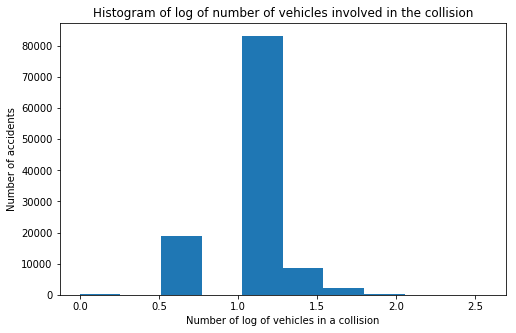 Histogram of log of number of vehicles involved in the collision
80000
70000
60000
50000
40000
30000
20000
10000
0
Number of accidents
0.0 0.5 1.0 1.5 2.0 2.5
Number of log of vehicles in a collision